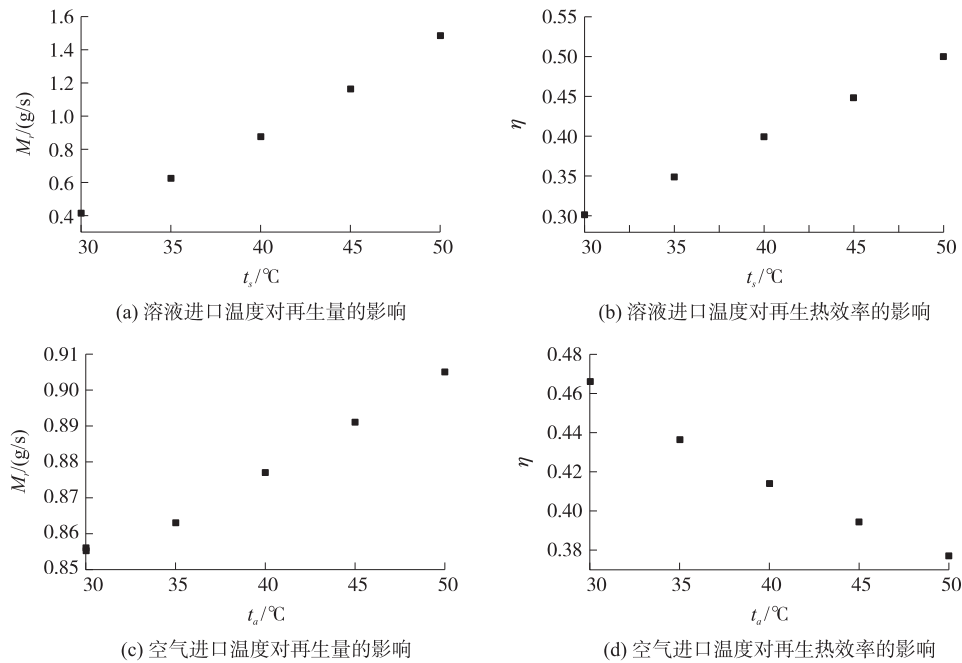 1.6
1.4
1.2
1.0
0.8
0.6
0.4
M_r/(g/s)
30 35 40 45 50
t_s/℃
(a) 溶液进口温度对再生量的影响
0.55
0.50
0.45
0.40
0.35
0.30
η
30 35 40 45 50
t_s/℃
(b) 溶液进口温度对再生热效率的影响
0.91
0.90
0.89
0.88
0.87
0.86
0.85
M_r/(g/s)
30 35 40 45 50
t_a/℃
(c) 空气进口温度对再生量的影响
0.48
0.46
0.44
0.42
0.40
0.38
η
30 35 40 45 50
t_a/℃
(d) 空气进口温度对再生热效率的影响